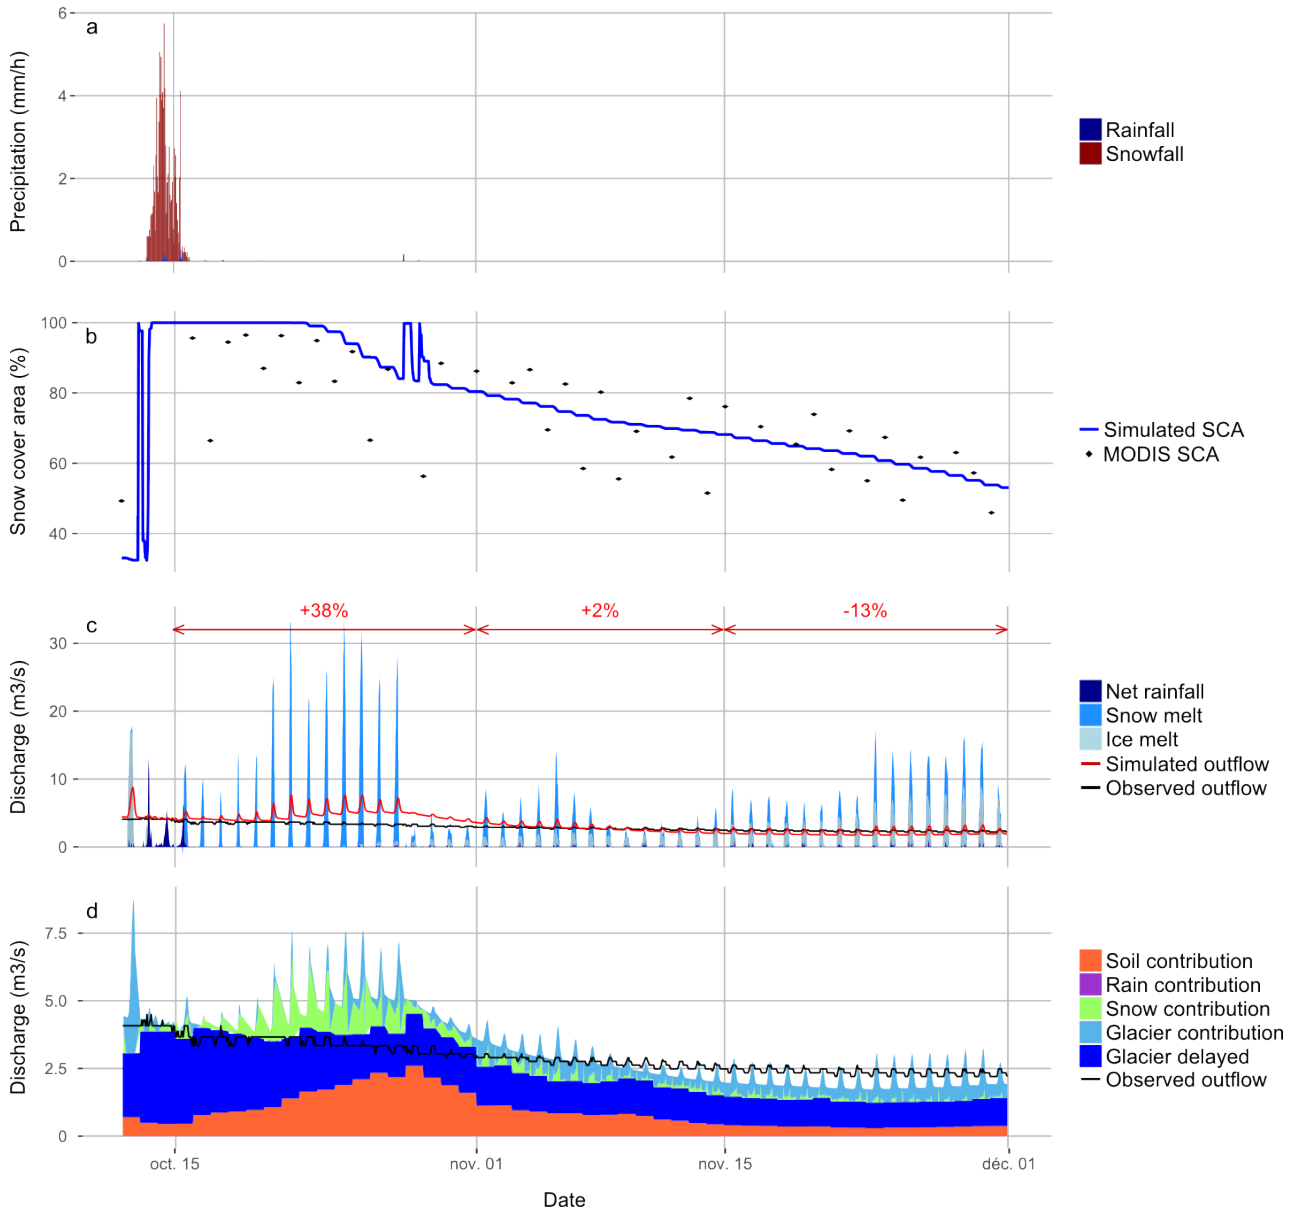 a
Precipitation (mm/h)
6
4
2
0
Rainfall
Snowfall
b
Snow cover area (%)
100
80
60
40
Simulated SCA
MODIS SCA
c
+38%
+2%
-13%
Discharge (m3/s)
30
20
10
0
Net rainfall
Snow melt
Ice melt
Simulated outflow
Observed outflow
d
Discharge (m3/s)
7.5
5.0
2.5
0
Soil contribution
Rain contribution
Snow contribution
Glacier contribution
Glacier delayed
Observed outflow
oct. 15
nov. 01
nov. 15
déc. 01
Date